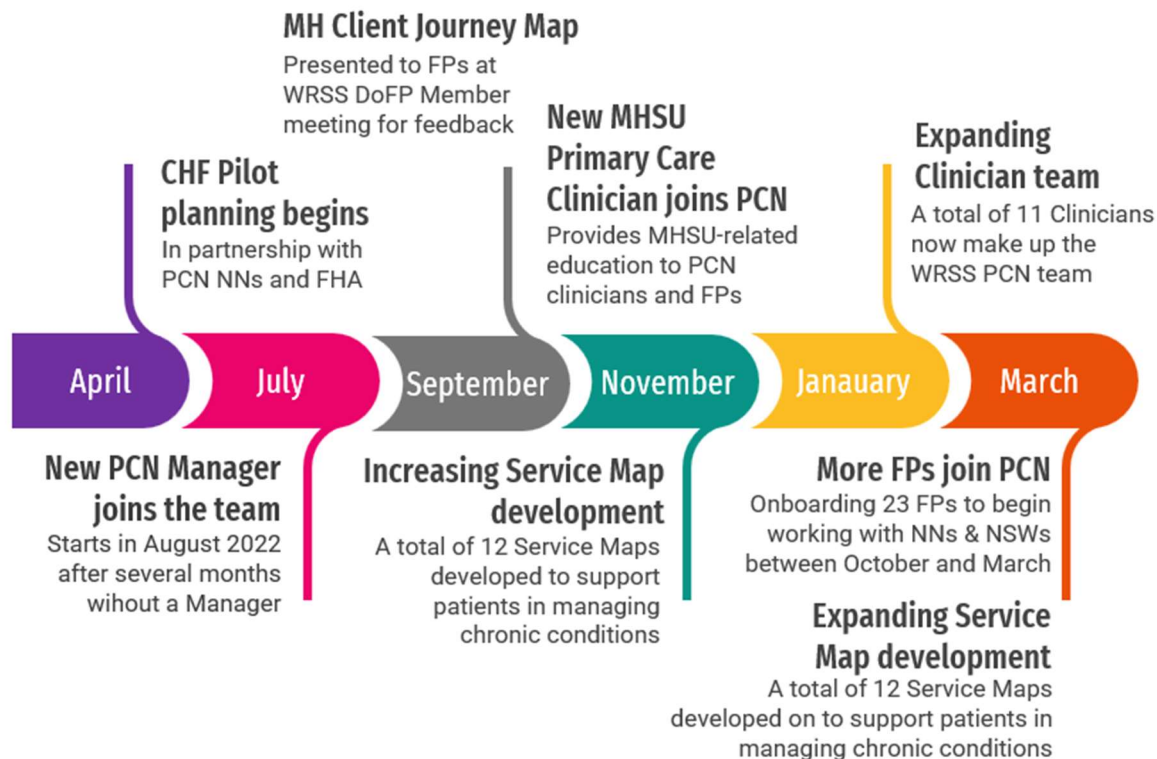 MH Client Journey Map
Presented to FPs at
WRSS DoFP Member
meeting for feedback
CHF Pilot
planning begins
In partnership with
PCN NNs and FHA
New MHSU
Primary Care
Clinician joins PCN
Provides MHSU-related
education to PCN
clinicians and FPs
Expanding
Clinician team
A total of 11 Clinicians
now make up the
WRSS PCN team
April
July
September
November
Janauary
March
New PCN Manager
joins the team
Starts in August 2022
after several months
wihout a Manager
Increasing Service Map
development
A total of 12 Service Maps
developed to support
patients in managing
chronic conditions
More FPs join PCN
Onboarding 23 FPs to begin
working with NNs & NSWs
between October and March
Expanding Service
Map development
A total of 12 Service Maps
developed on to support patients in
managing chronic conditions